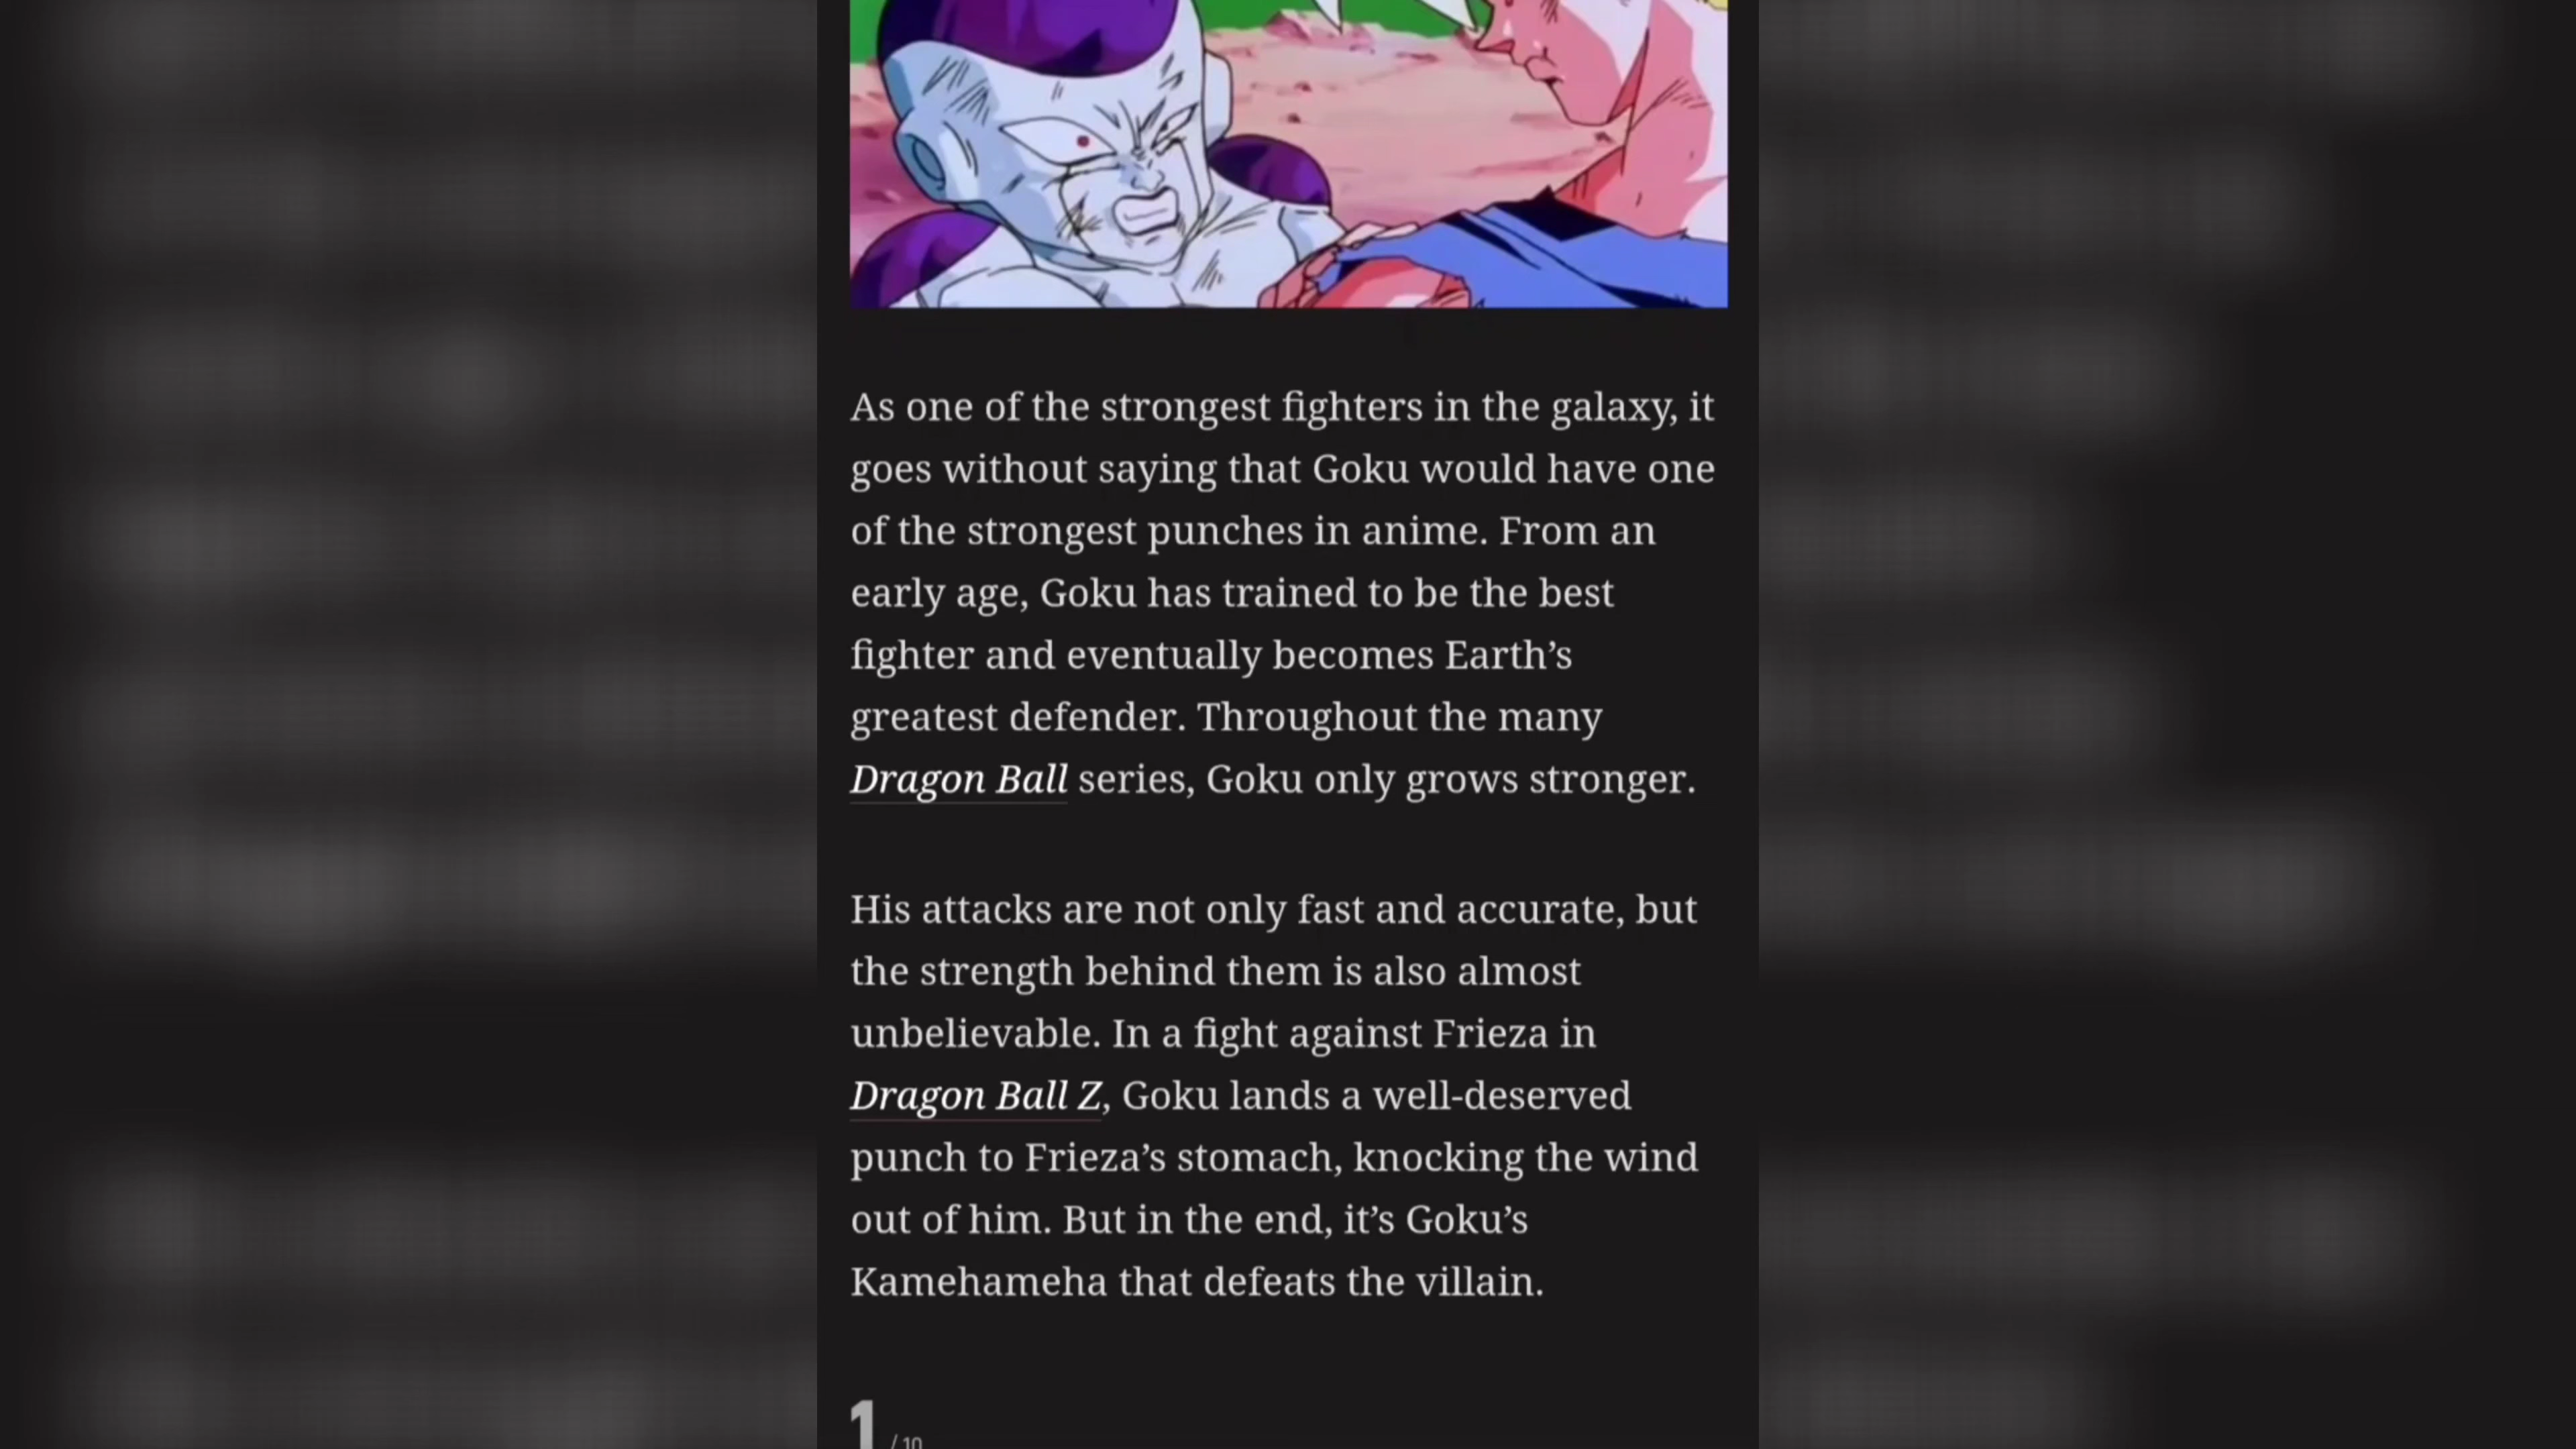 As one of the strongest fighters in the galaxy, it
goes without saying that Goku would have one
of the strongest punches in anime. From an
early age, Goku has trained to be the best
fighter and eventually becomes Earth’s
greatest defender. Throughout the many
Dragon Ball series, Goku only grows stronger.
His attacks are not only fast and accurate, but
the strength behind them is also almost
unbelievable. In a fight against Frieza in
Dragon Ball Z, Goku lands a well-deserved
punch to Frieza’s stomach, knocking the wind
out of him. But in the end, it’s Goku’s
Kamehameha that defeats the villain.
1 / 10